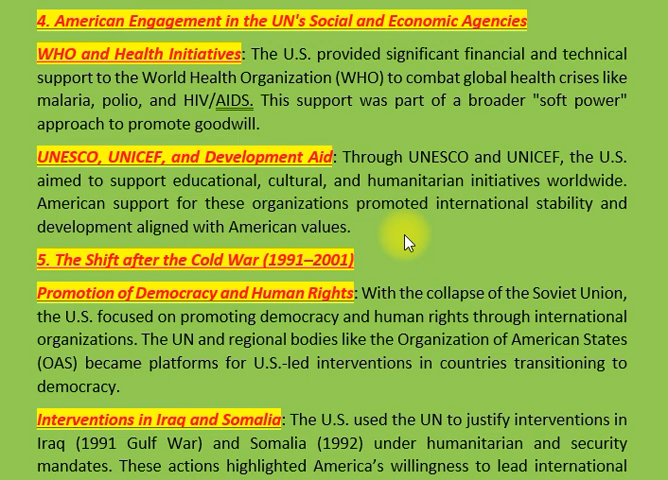 4. American Engagement in the UN's Social and Economic Agencies
WHO and Health Initiatives: The U.S. provided significant financial and technical
support to the World Health Organization (WHO) to combat global health crises like
malaria, polio, and HIV/AIDS. This support was part of a broader "soft power"
approach to promote goodwill.
UNESCO, UNICEF, and Development Aid: Through UNESCO and UNICEF, the U.S.
aimed to support educational, cultural, and humanitarian initiatives worldwide.
American support for these organizations promoted international stability and
development aligned with American values.
5. The Shift after the Cold War (1991–2001)
Promotion of Democracy and Human Rights: With the collapse of the Soviet Union,
the U.S. focused on promoting democracy and human rights through international
organizations. The UN and regional bodies like the Organization of American States
(OAS) became platforms for U.S.-led interventions in countries transitioning to
democracy.
Interventions in Iraq and Somalia: The U.S. used the UN to justify interventions in
Iraq (1991 Gulf War) and Somalia (1992) under humanitarian and security
mandates. These actions highlighted America’s willingness to lead international